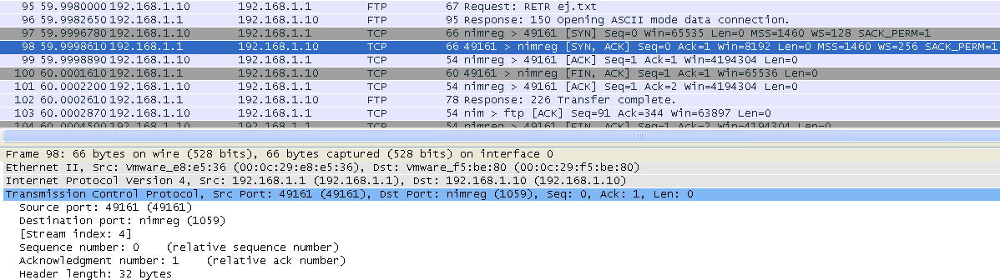 95 59.9980000 192.168.1.10 192.168.1.1 FTP 67 Request: RETR ej.txt
96 59.9982650 192.168.1.1 192.168.1.10 FTP 95 Response: 150 Opening ASCII mode data connection.
97 59.9996780 192.168.1.10 192.168.1.1 TCP 66 nimreg > 49161 [SYN] Seq=0 Win=65535 Len=0 MSS=1460 WS=128 SACK_PERM=1
98 59.9998610 192.168.1.1 192.168.1.10 TCP 66 49161 > nimreg [SYN, ACK] Seq=0 Ack=1 Win=8192 Len=0 MSS=1460 WS=256 SACK_PERM=1
99 59.9998890 192.168.1.10 192.168.1.1 TCP 54 nimreg > 49161 [ACK] Seq=1 Ack=1 Win=4194304 Len=0
100 60.0001610 192.168.1.1 192.168.1.10 TCP 60 49161 > nimreg [FIN, ACK] Seq=1 Ack=1 Win=65536 Len=0
101 60.0002200 192.168.1.10 192.168.1.1 TCP 54 nimreg > 49161 [ACK] Seq=1 Ack=2 Win=4194304 Len=0
102 60.0002610 192.168.1.1 192.168.1.10 FTP 78 Response: 226 Transfer complete.
103 60.0002870 192.168.1.10 192.168.1.1 TCP 54 nim > ftp [ACK] Seq=91 Ack=344 Win=63897 Len=0
104 60.0004500 192.168.1.10 192.168.1.1 TCP 54 nimreg > 49161 [FIN, ACK] Seq=1 Ack=2 Win=4194304 Len=0
Frame 98: 66 bytes on wire (528 bits), 66 bytes captured (528 bits) on interface 0
Ethernet II, Src: Vmware_e8:e5:36 (00:0c:29:e8:e5:36), Dst: Vmware_f5:be:80 (00:0c:29:f5:be:80)
Internet Protocol Version 4, Src: 192.168.1.1 (192.168.1.1), Dst: 192.168.1.10 (192.168.1.10)
Transmission Control Protocol, Src Port: 49161 (49161), Dst Port: nimreg (1059), Seq: 0, Ack: 1, Len: 0
Source port: 49161 (49161)
Destination port: nimreg (1059)
[Stream index: 4]
Sequence number: 0 (relative sequence number)
Acknowledgment number: 1 (relative ack number)
Header length: 32 bytes